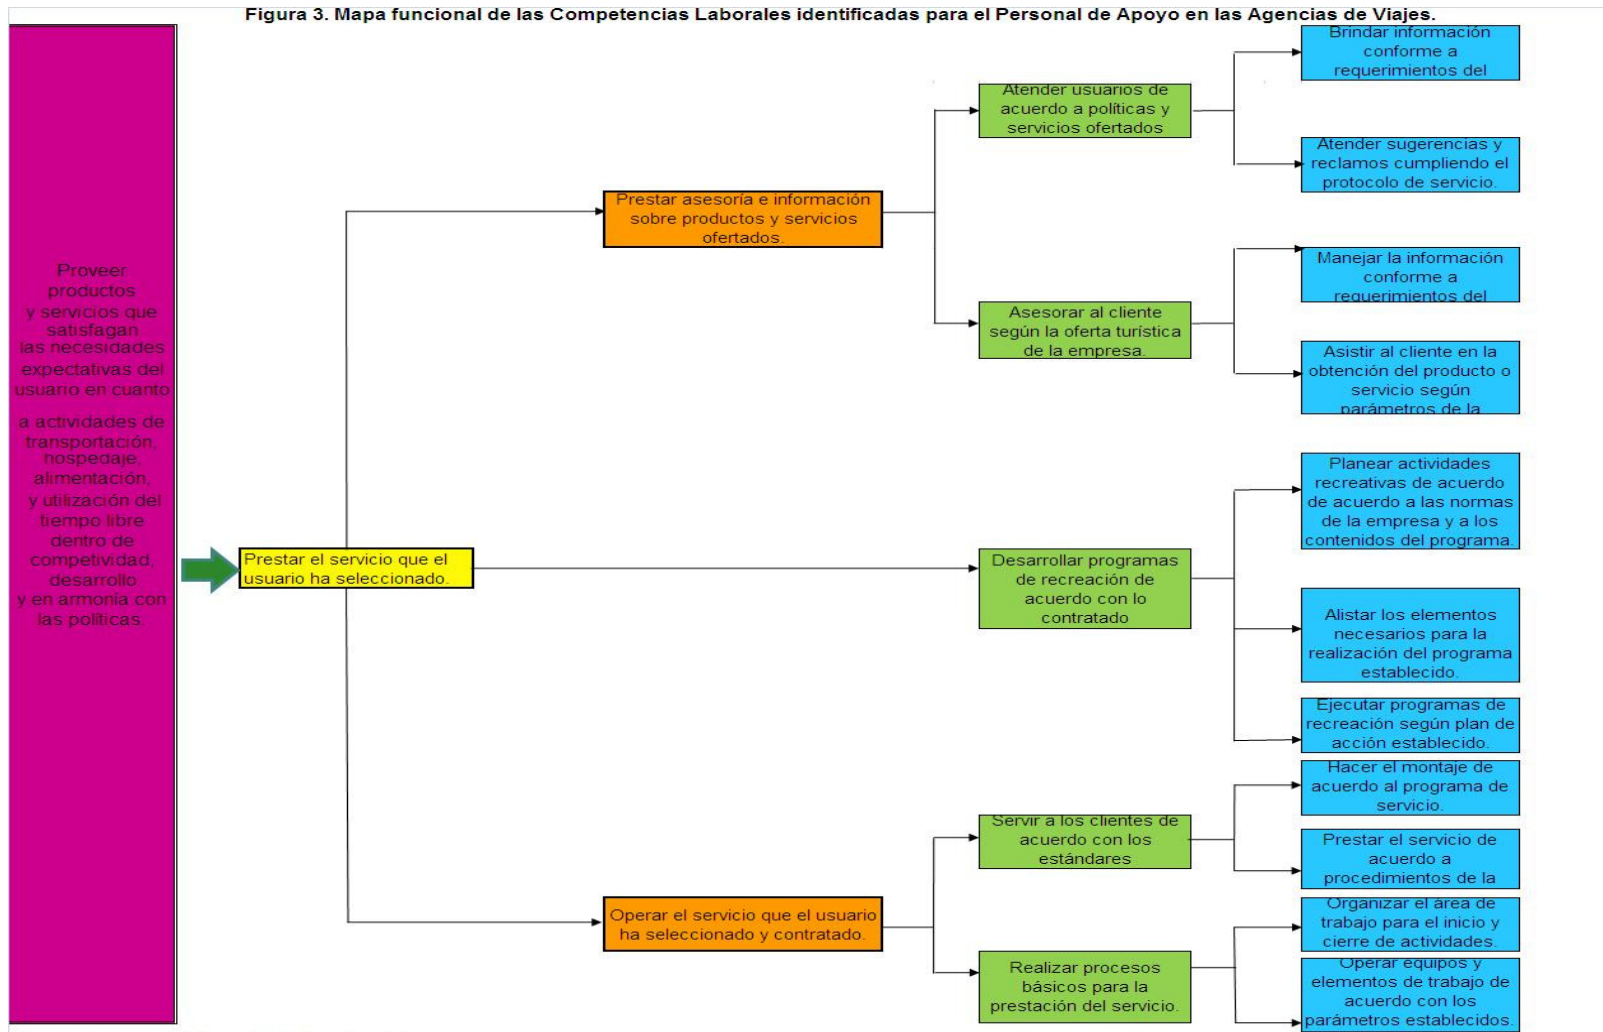 Figura 3. Mapa funcional de las Competencias Laborales identificadas para el Personal de Apoyo en las Agencias de Viajes.
Proveer
productos
y servicios que
satisfagan
las necesidades
expectativas del
usuario en cuanto
a actividades de
transportación,
hospedaje,
alimentación,
y utilización del
tiempo libre
dentro de
competividad,
desarrollo
y en armonía con
las políticas.
Prestar el servicio que el
usuario ha seleccionado.
Prestar asesoría e información
sobre productos y servicios
ofertados.
Operar el servicio que el usuario
ha seleccionado y contratado.
Atender usuarios de
acuerdo a políticas y
servicios ofertados
Asesorar al cliente
según la oferta turística
de la empresa.
Desarrollar programas
de recreación de
acuerdo con lo
contratado
Servir a los clientes de
acuerdo con los
estándares
Realizar procesos
básicos para la
prestación del servicio.
Brindar información
conforme a
requerimientos del
Atender sugerencias y
reclamos cumpliendo el
protocolo de servicio.
Manejar la información
conforme a
requerimientos del
Asistir al cliente en la
obtención del producto o
servicio según
parámetros de la
Planear actividades
recreativas de acuerdo
de acuerdo a las normas
de la empresa y a los
contenidos del programa.
Alistar los elementos
necesarios para la
realización del programa
establecido.
Ejecutar programas de
recreación según plan de
acción establecido.
Hacer el montaje de
acuerdo al programa de
servicio.
Prestar el servicio de
acuerdo a
procedimientos de la
Organizar el área de
trabajo para el inicio y
cierre de actividades.
Operar equipos y
elementos de trabajo de
acuerdo con los
parámetros establecidos.